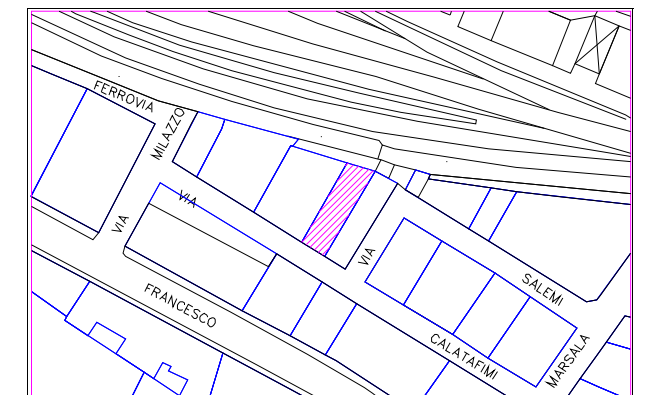 FERROVIA
MILAZZO
VIA
VIA
VIA
SALEMI
FRANCESCO
CALATAFIMI
MARSALA